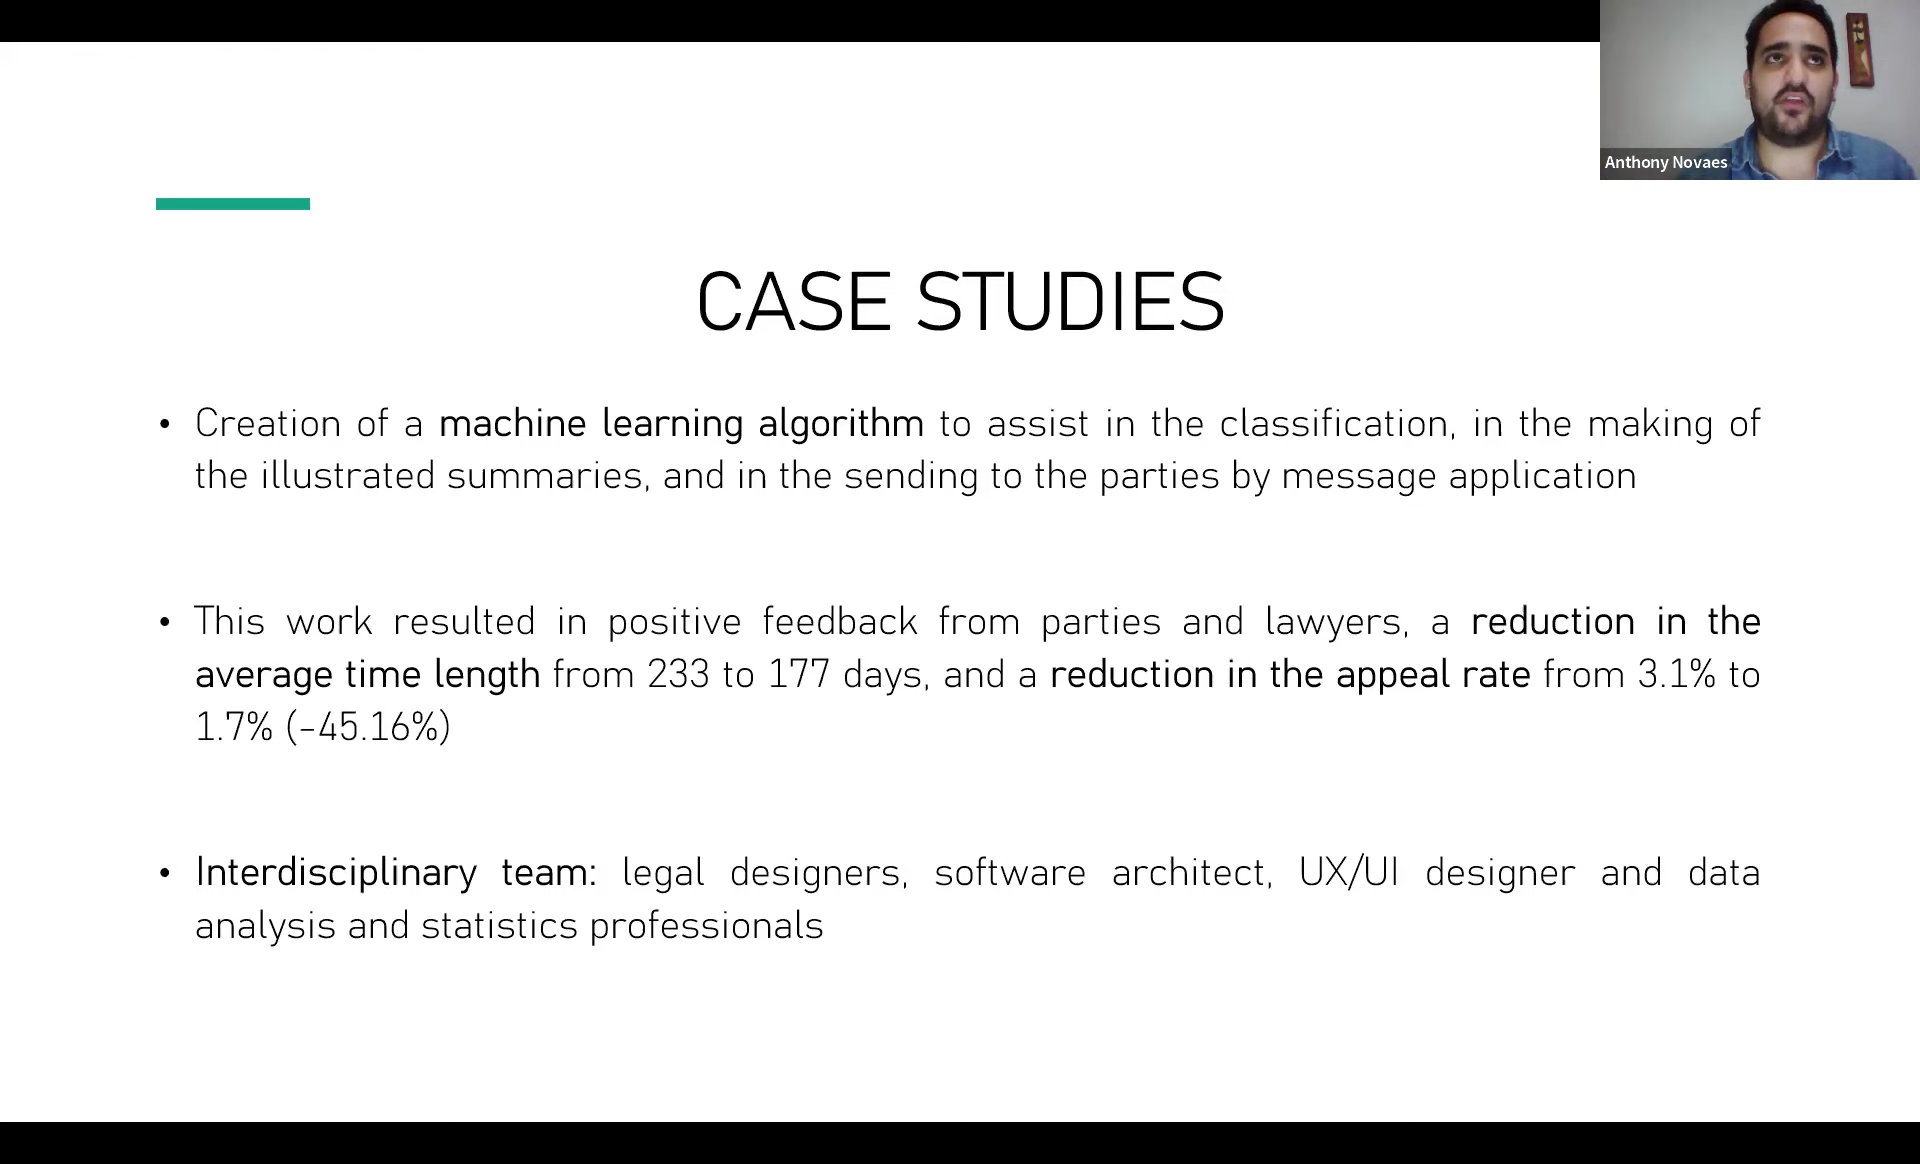 Anthony Novaes
CASE STUDIES
• Creation of a machine learning algorithm to assist in the classification, in the making of
the illustrated summaries, and in the sending to the parties by message application
• This work resulted in positive feedback from parties and lawyers, a reduction in the
average time length from 233 to 177 days, and a reduction in the appeal rate from 3.1% to
1.7% (-45.16%)
• Interdisciplinary team: legal designers, software architect, UX/UI designer and data
analysis and statistics professionals